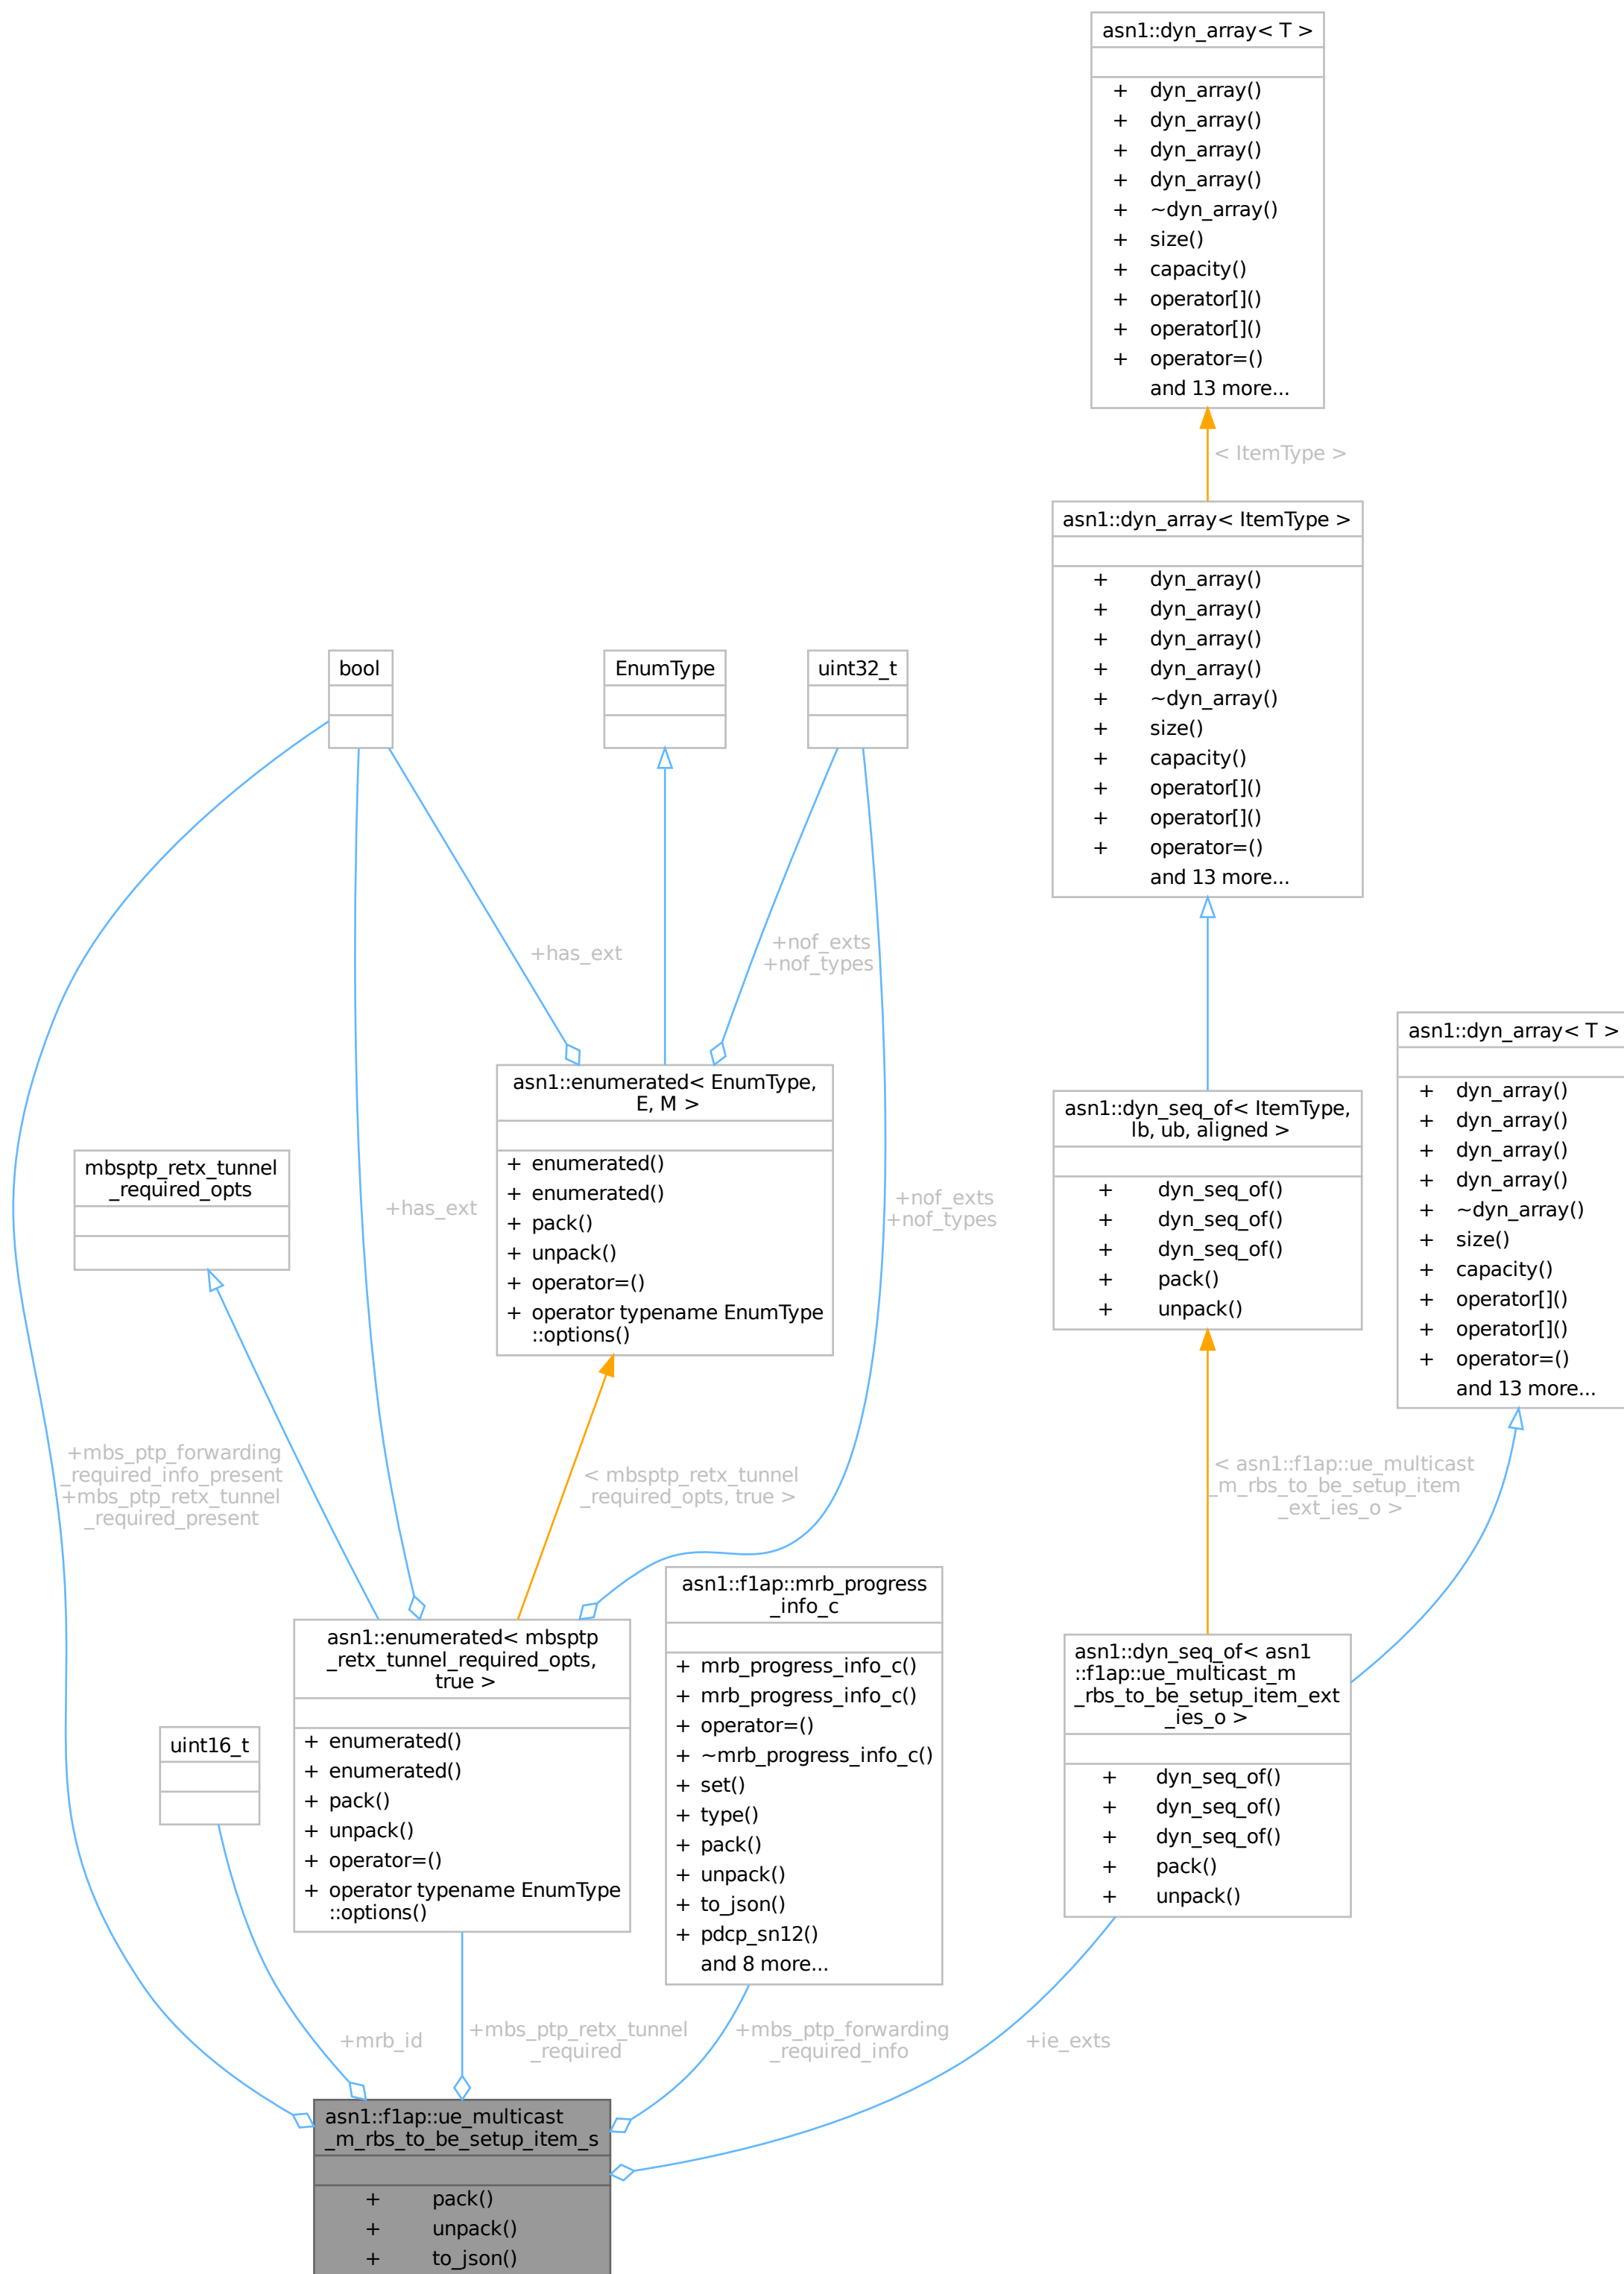 asn1::dyn_array< T >
+ dyn_array()
+ dyn_array()
+ dyn_array()
+ dyn_array()
+ ~dyn_array()
+ size()
+ capacity()
+ operator[]()
+ operator[]()
+ operator=()
and 13 more...
< ItemType >
asn1::dyn_array< ItemType >
+ dyn_array()
+ dyn_array()
+ dyn_array()
+ dyn_array()
+ ~dyn_array()
+ size()
+ capacity()
+ operator[]()
+ operator[]()
+ operator=()
and 13 more...
bool
EnumType
uint32_t
+has_ext
+nof_exts
+nof_types
asn1::enumerated< EnumType,
E, M >
+ enumerated()
+ enumerated()
+ pack()
+ unpack()
+ operator=()
+ operator typename EnumType
::options()
asn1::dyn_seq_of< ItemType,
lb, ub, aligned >
+ dyn_seq_of()
+ dyn_seq_of()
+ dyn_seq_of()
+ pack()
+ unpack()
asn1::dyn_array< T >
+ dyn_array()
+ dyn_array()
+ dyn_array()
+ dyn_array()
+ ~dyn_array()
+ size()
+ capacity()
+ operator[]()
+ operator[]()
+ operator=()
and 13 more...
mbsptp_retx_tunnel
_required_opts
+has_ext
+nof_exts
+nof_types
+mbs_ptp_forwarding
_required_info_present
+mbs_ptp_retx_tunnel
_required_present
< mbsptp_retx_tunnel
_required_opts, true >
< asn1::f1ap::ue_multicast
_m_rbs_to_be_setup_item
_ext_ies_o >
asn1::enumerated< mbsptp
_retx_tunnel_required_opts,
true >
+ enumerated()
+ enumerated()
+ pack()
+ unpack()
+ operator=()
+ operator typename EnumType
::options()
asn1::f1ap::mrb_progress
_info_c
+ mrb_progress_info_c()
+ mrb_progress_info_c()
+ operator=()
+ ~mrb_progress_info_c()
+ set()
+ type()
+ pack()
+ unpack()
+ to_json()
+ pdcp_sn12()
and 8 more...
asn1::dyn_seq_of< asn1
::f1ap::ue_multicast_m
_rbs_to_be_setup_item_ext
_ies_o >
+ dyn_seq_of()
+ dyn_seq_of()
+ dyn_seq_of()
+ pack()
+ unpack()
uint16_t
+mrb_id
+mbs_ptp_retx_tunnel
_required
+mbs_ptp_forwarding
_required_info
+ie_exts
asn1::f1ap::ue_multicast
_m_rbs_to_be_setup_item_s
+ pack()
+ unpack()
+ to_json()